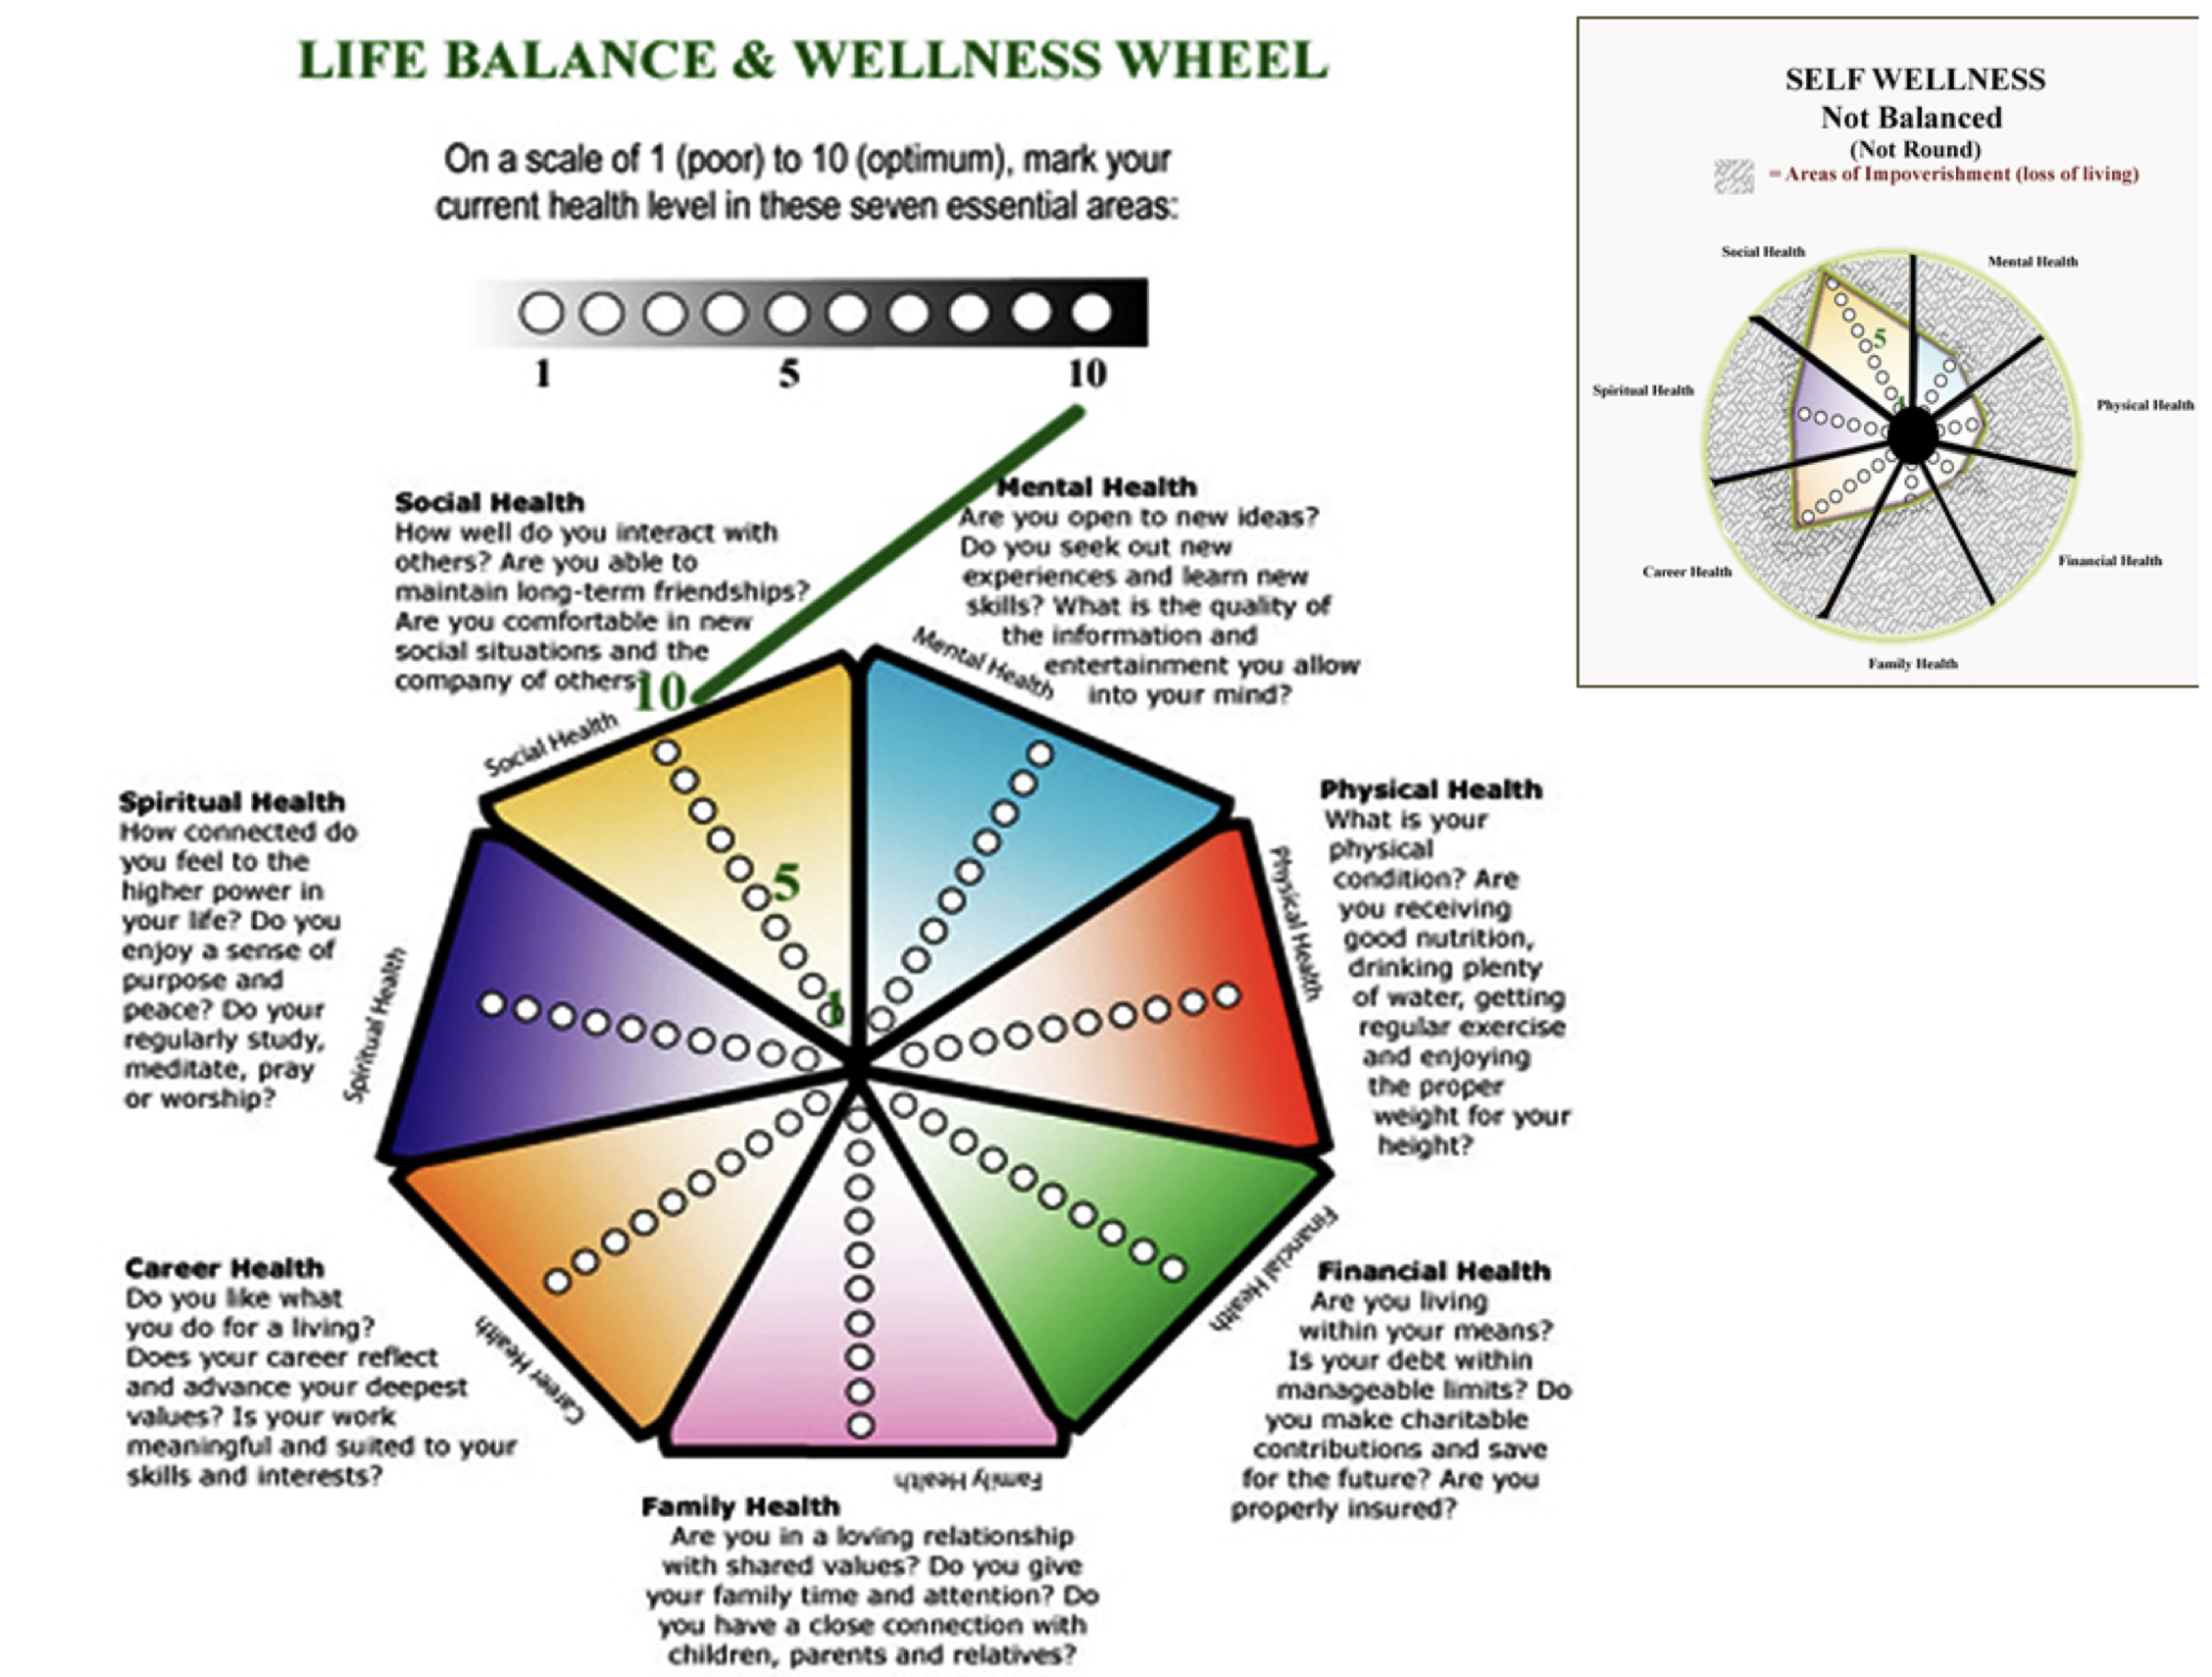 LIFE BALANCE & WELLNESS WHEEL
On a scale of 1 (poor) to 10 (optimum), mark your
current health level in these seven essential areas:
1 5 10
Social Health
How well do you interact with
others? Are you able to
maintain long-term friendships?
Are you comfortable in new
social situations and the
company of others?
Mental Health
Are you open to new ideas?
Do you seek out new
experiences and learn new
skills? What is the quality of
the information and
entertainment you allow
into your mind?
10
5
1
Social Health
Mental Health
Physical Health
Financial Health
Family Health
Career Health
Spiritual Health
Physical Health
What is your
physical
condition? Are
you receiving
good nutrition,
drinking plenty
of water, getting
regular exercise
and enjoying
the proper
weight for your
height?
Financial Health
Are you living
within your means?
Is your debt within
manageable limits? Do
you make charitable
contributions and save
for the future? Are you
properly insured?
Family Health
Are you in a loving relationship
with shared values? Do you give
your family time and attention? Do
you have a close connection with
children, parents and relatives?
Career Health
Do you like what
you do for a living?
Does your career reflect
and advance your deepest
values? Is your work
meaningful and suited to your
skills and interests?
Spiritual Health
How connected do
you feel to the
higher power in
your life? Do you
enjoy a sense of
purpose and
peace? Do your
regularly study,
meditate, pray
or worship?
SELF WELLNESS
Not Balanced
(Not Round)
= Areas of Impoverishment (loss of living)
Social Health
Mental Health
Spiritual Health
Physical Health
Career Health
Financial Health
Family Health
5
1